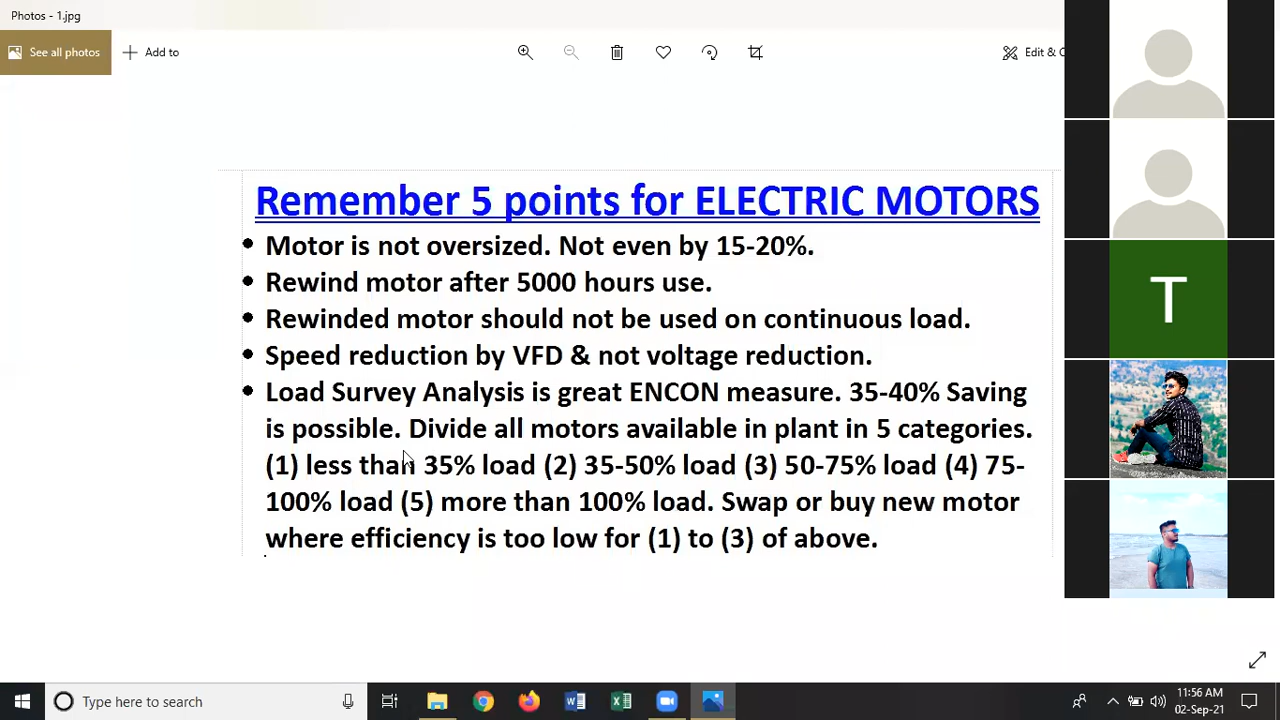 Photos - 1.jpg
See all photos
Add to
Edit & C
Remember 5 points for ELECTRIC MOTORS
• Motor is not oversized. Not even by 15-20%.
• Rewind motor after 5000 hours use.
• Rewinded motor should not be used on continuous load.
• Speed reduction by VFD & not voltage reduction.
• Load Survey Analysis is great ENCON measure. 35-40% Saving
is possible. Divide all motors available in plant in 5 categories.
(1) less than 35% load (2) 35-50% load (3) 50-75% load (4) 75-
100% load (5) more than 100% load. Swap or buy new motor
where efficiency is too low for (1) to (3) of above.
T
Type here to search
11:56 AM
02-Sep-21